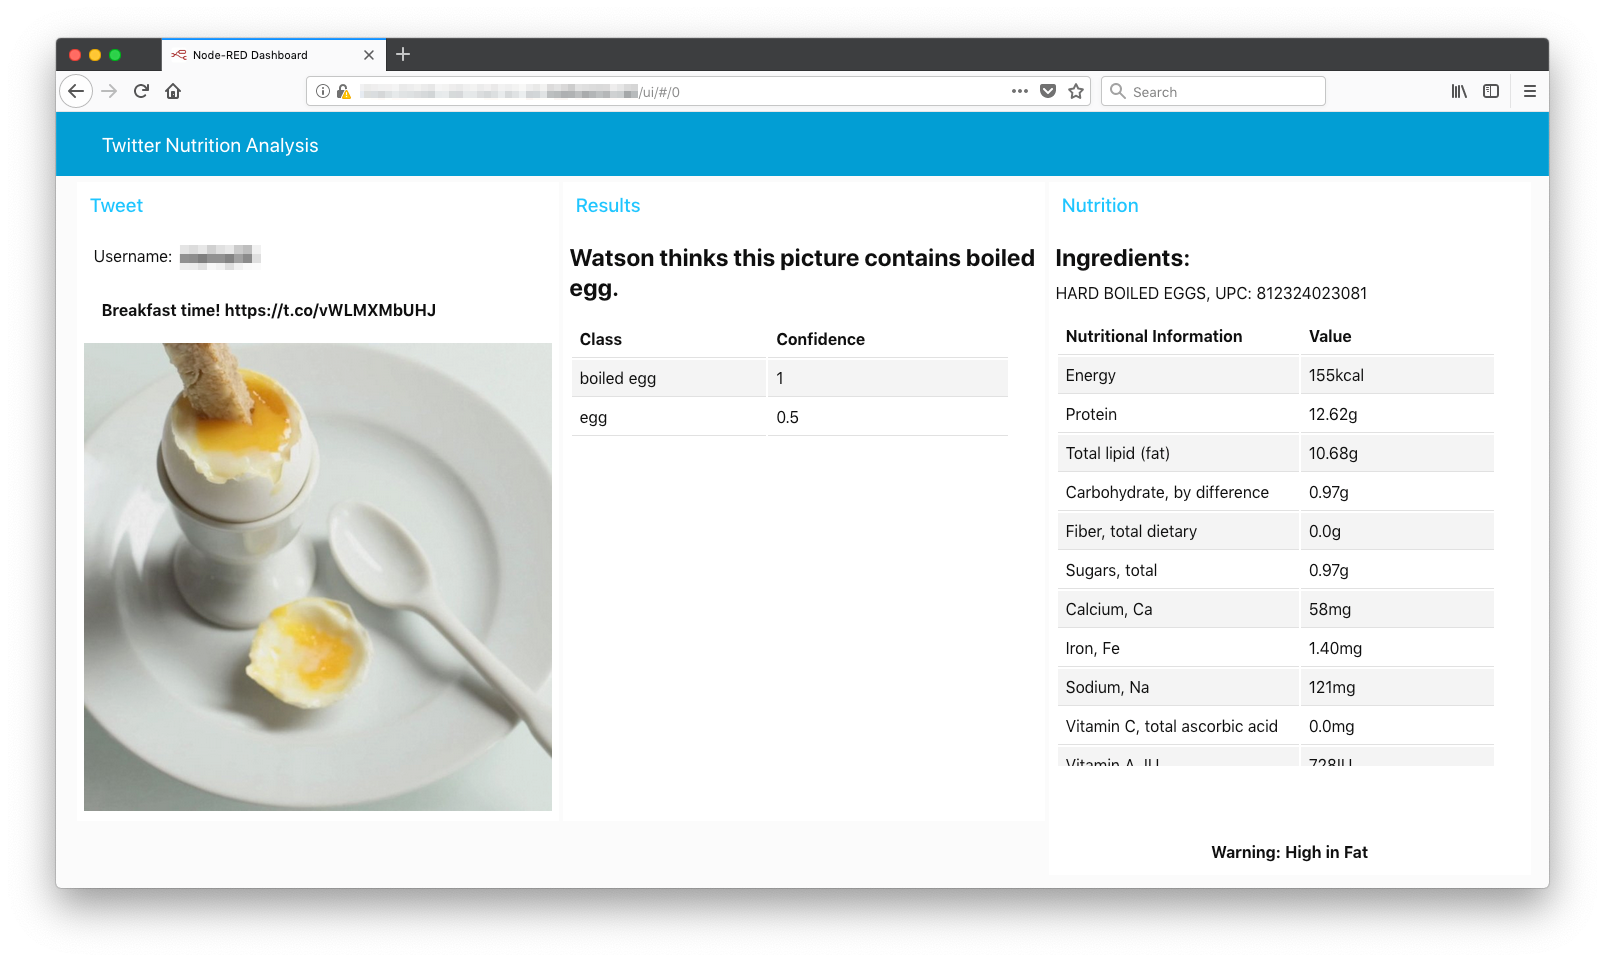 Node-RED Dashboard
/ui/#/0
Search
Twitter Nutrition Analysis
Tweet
Username:
Breakfast time! https://t.co/vWLMXMbUHJ
Results
Watson thinks this picture contains boiled
egg.
Class Confidence
boiled egg 1
egg 0.5
Nutrition
Ingredients:
HARD BOILED EGGS, UPC: 812324023081
Nutritional Information Value
Energy 155kcal
Protein 12.62g
Total lipid (fat) 10.68g
Carbohydrate, by difference 0.97g
Fiber, total dietary 0.0g
Sugars, total 0.97g
Calcium, Ca 58mg
Iron, Fe 1.40mg
Sodium, Na 121mg
Vitamin C, total ascorbic acid 0.0mg
Vitamin A, IU 728IU
Warning: High in Fat